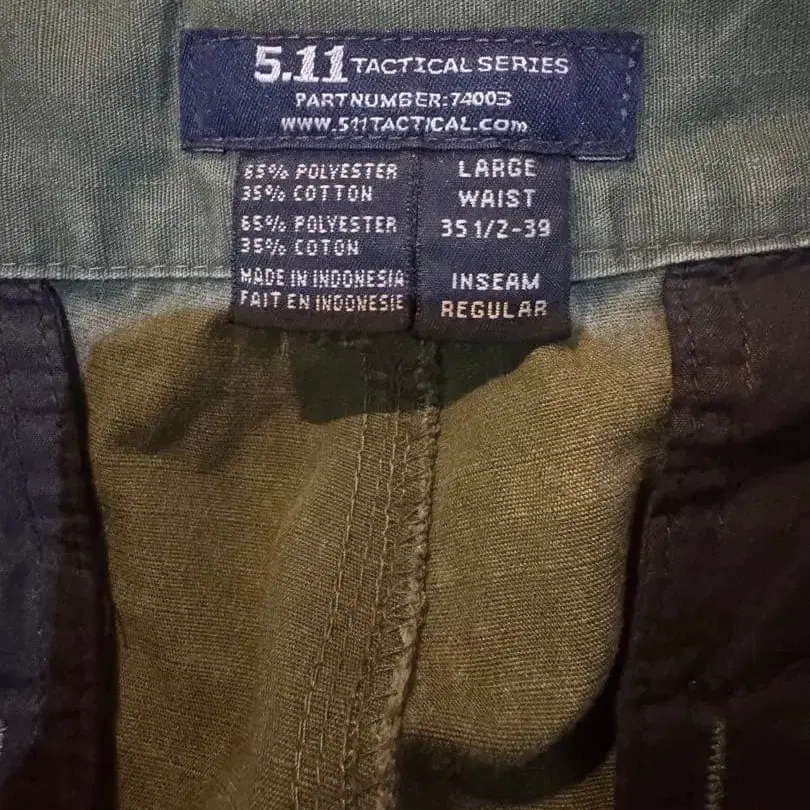 5.11 TACTICAL SERIES
PART NUMBER: 74003
WWW.511TACTICAL.COM
65% POLYESTER
35% COTTON
65% POLYESTER
35% COTON
MADE IN INDONESIA
FAIT EN INDONESIE
LARGE
WAIST
35 1/2-39
INSEAM
REGULAR